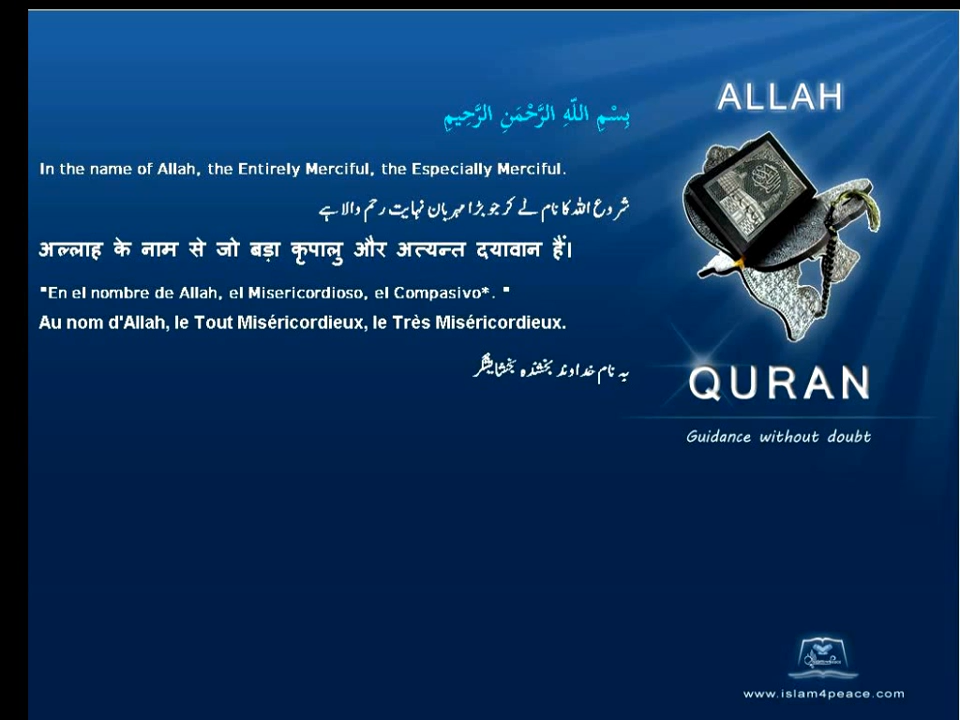 بِسْمِ اللّهِ الرَّحْمَنِ الرَّحِيمِ
In the name of Allah, the Entirely Merciful, the Especially Merciful.
شروع اللہ کا نام لے کر جو بڑا مہربان نہایت رحم والا ہے
अल्लाह के नाम से जो बड़ा कृपालु और अत्यन्त दयावान हैं।
"En el nombre de Allah, el Misericordioso, el Compasivo*. "
Au nom d'Allah, le Tout Miséricordieux, le Très Miséricordieux.
به نام خداوند بخشنده بخشایشگر
ALLAH
QURAN
Guidance without doubt
www.islam4peace.com